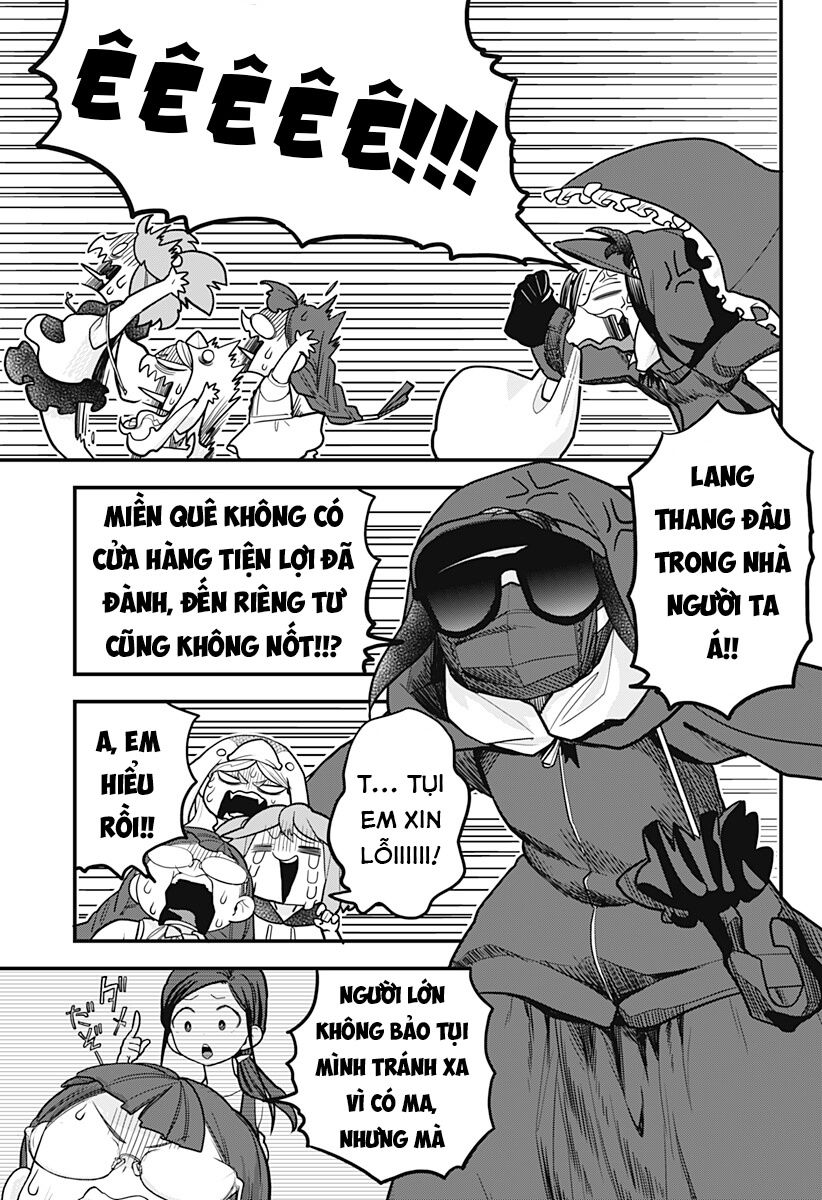 ÊÊÊÊÊ!!!
LANG
THANG ĐÂU
TRONG NHÀ
NGƯỜI TA
Á!!
MIỀN QUÊ KHÔNG CÓ
CỬA HÀNG TIỆN LỢI ĐÃ
ĐÀNH, ĐẾN RIÊNG TƯ
CŨNG KHÔNG NỐT!!?
T... TỤI
EM XIN
LỖIIIIII!
A, EM
HIỂU
RỒI!!
NGƯỜI LỚN
KHÔNG BẢO TỤI
MÌNH TRÁNH XA
VÌ CÓ MA,
NHƯNG MÀ